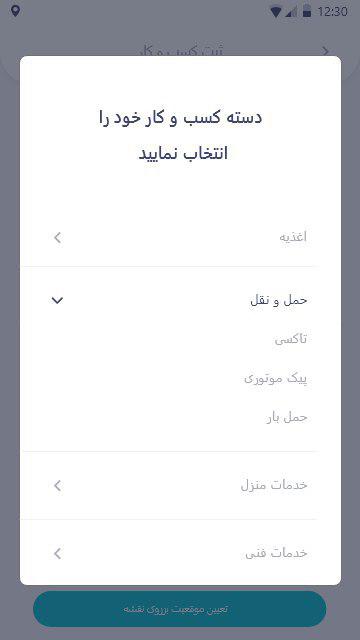 12:30
ثبت کسب و کار
دسته کسب و کار خود را
انتخاب نمایید
اغذیه
حمل و نقل
تاکسی
پیک موتوری
حمل بار
خدمات منزل
خدمات فنی
تعیین موقعیت برروی نقشه